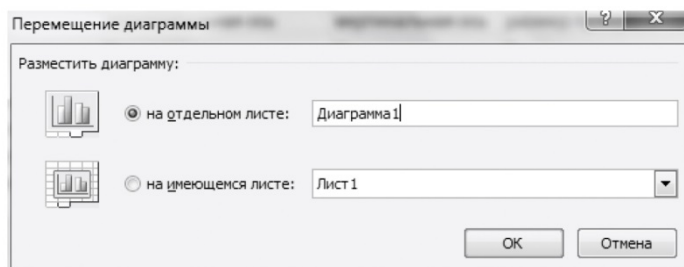 Перемещение диаграммы
Разместить диаграмму:
на отдельном листе: Диаграмма1
на имеющемся листе: Лист1
ОК Отмена